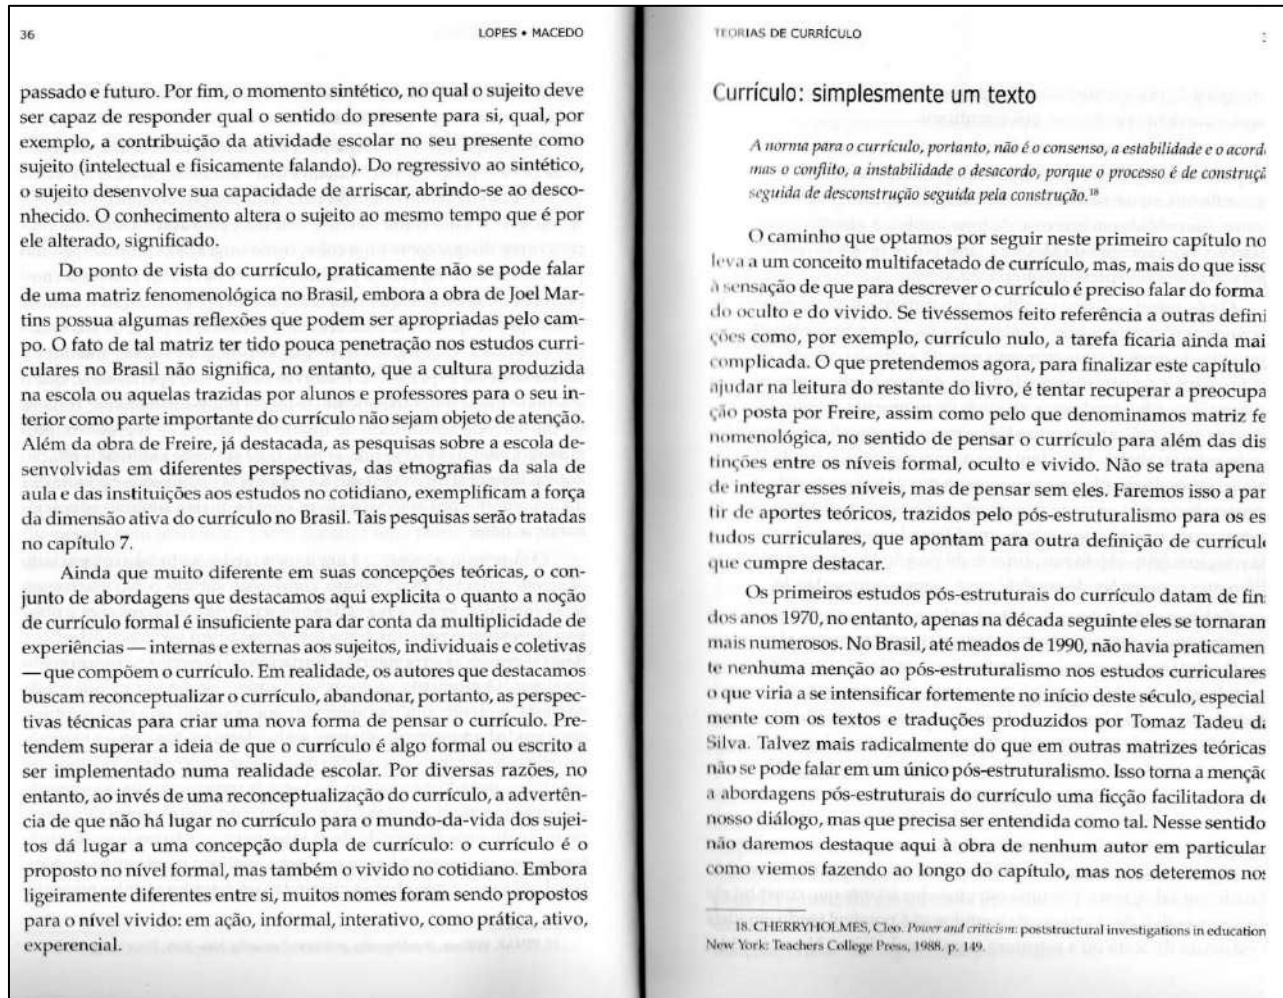 36
LOPES • MACEDO
passado e futuro. Por fim, o momento sintético, no qual o sujeito deve
ser capaz de responder qual o sentido do presente para si, qual, por
exemplo, a contribuição da atividade escolar no seu presente como
sujeito (intelectual e fisicamente falando). Do regressivo ao sintético,
o sujeito desenvolve sua capacidade de arriscar, abrindo-se ao desco-
nhecido. O conhecimento altera o sujeito ao mesmo tempo que é por
ele alterado, significado.
Do ponto de vista do currículo, praticamente não se pode falar
de uma matriz fenomenológica no Brasil, embora a obra de Joel Mar-
tins possua algumas reflexões que podem ser apropriadas pelo cam-
po. O fato de tal matriz ter tido pouca penetração nos estudos curri-
culares no Brasil não significa, no entanto, que a cultura produzida
na escola ou aquelas trazidas por alunos e professores para o seu in-
terior como parte importante do currículo não sejam objeto de atenção.
Além da obra de Freire, já destacada, as pesquisas sobre a escola de-
senvolvidas em diferentes perspectivas, das etnografias da sala de
aula e das instituições aos estudos no cotidiano, exemplificam a força
da dimensão ativa do currículo no Brasil. Tais pesquisas serão tratadas
no capítulo 7.
Ainda que muito diferente em suas concepções teóricas, o con-
junto de abordagens que destacamos aqui explicita o quanto a noção
de currículo formal é insuficiente para dar conta da multiplicidade de
experiências — internas e externas aos sujeitos, individuais e coletivas
— que compõem o currículo. Em realidade, os autores que destacamos
buscam reconceptualizar o currículo, abandonar, portanto, as perspec-
tivas técnicas para criar uma nova forma de pensar o currículo. Pre-
tendem superar a ideia de que o currículo é algo formal ou escrito a
ser implementado numa realidade escolar. Por diversas razões, no
entanto, ao invés de uma reconceptualização do currículo, a advertên-
cia de que não há lugar no currículo para o mundo-da-vida dos sujei-
tos dá lugar a uma concepção dupla de currículo: o currículo é o
proposto no nível formal, mas também o vivido no cotidiano. Embora
ligeiramente diferentes entre si, muitos nomes foram sendo propostos
para o nível vivido: em ação, informal, interativo, como prática, ativo,
experencial.
TEORIAS DE CURRÍCULO
Currículo: simplesmente um texto
A norma para o currículo, portanto, não é o consenso, a estabilidade e o acord
mas o conflito, a instabilidade o desacordo, porque o processo é de construçã
seguida de desconstrução seguida pela construção.18
O caminho que optamos por seguir neste primeiro capítulo no
leva a um conceito multifacetado de currículo, mas, mais do que isso
à sensação de que para descrever o currículo é preciso falar do forma
do oculto e do vivido. Se tivéssemos feito referência a outras defini
ções como, por exemplo, currículo nulo, a tarefa ficaria ainda mai
complicada. O que pretendemos agora, para finalizar este capítulo
ajudar na leitura do restante do livro, é tentar recuperar a preocupa
ção posta por Freire, assim como pelo que denominamos matriz fe
nomenológica, no sentido de pensar o currículo para além das dis
tinções entre os níveis formal, oculto e vivido. Não se trata apena
de integrar esses níveis, mas de pensar sem eles. Faremos isso a par
tir de aportes teóricos, trazidos pelo pós-estruturalismo para os es
tudos curriculares, que apontam para outra definição de currícul
que cumpre destacar.
Os primeiros estudos pós-estruturais do currículo datam de fin
dos anos 1970, no entanto, apenas na década seguinte eles se tornaran
mais numerosos. No Brasil, até meados de 1990, não havia praticamen
te nenhuma menção ao pós-estruturalismo nos estudos curriculares
o que viria a se intensificar fortemente no início deste século, especial
mente com os textos e traduções produzidos por Tomaz Tadeu d
Silva. Talvez mais radicalmente do que em outras matrizes teóricas
não se pode falar em um único pós-estruturalismo. Isso torna a mençã
a abordagens pós-estruturais do currículo uma ficção facilitadora d
nosso diálogo, mas que precisa ser entendida como tal. Nesse sentido
não daremos destaque aqui à obra de nenhum autor em particular
como viemos fazendo ao longo do capítulo, mas nos deteremos nos
18. CHERRYHOLMES, Cleo. Power and criticism: poststructural investigations in education
New York: Teachers College Press, 1988. p. 149.